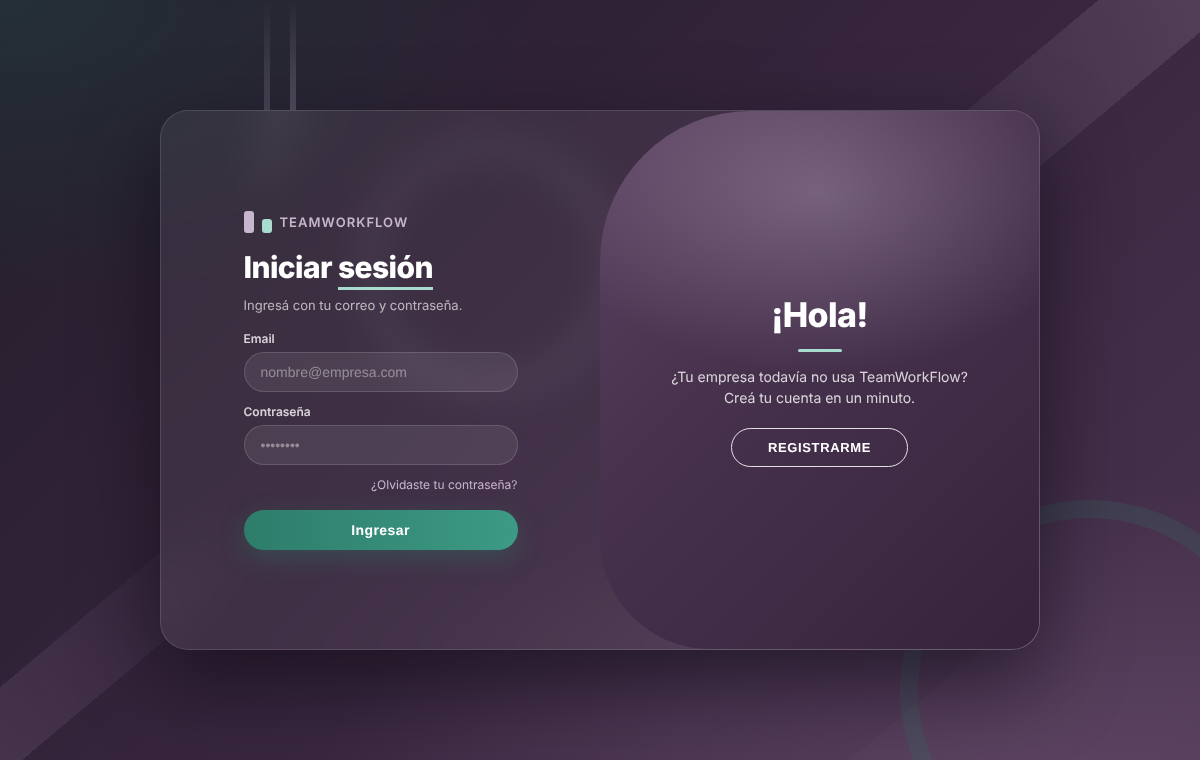 TEAMWORKFLOW
Iniciar sesión
Ingresá con tu correo y contraseña.
Email
nombre@empresa.com
Contraseña
••••••••
¿Olvidaste tu contraseña?
Ingresar
¡Hola!
¿Tu empresa todavía no usa TeamWorkFlow?
Creá tu cuenta en un minuto.
REGISTRARME